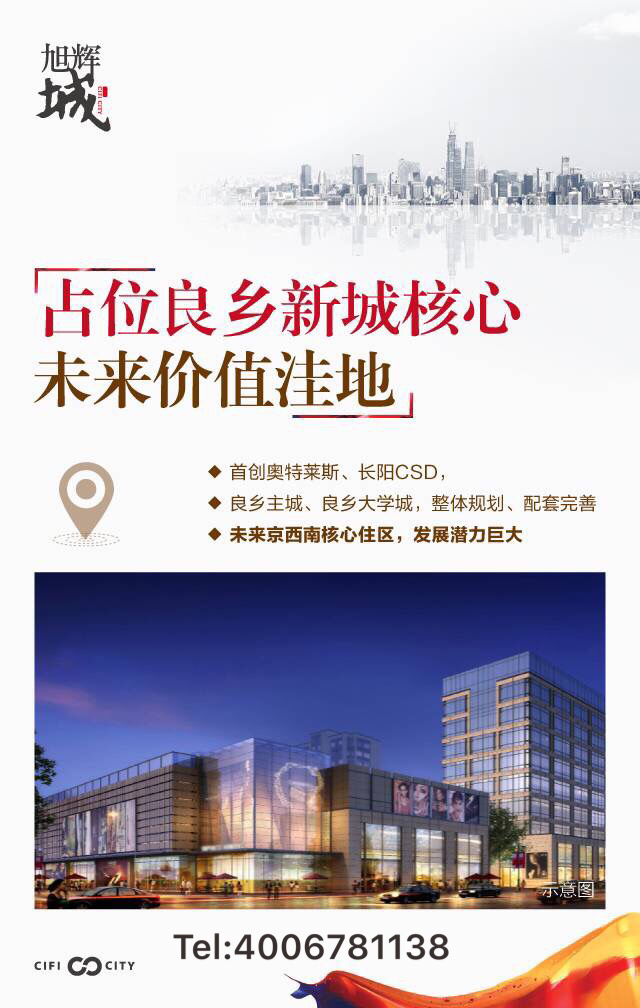 旭辉
城
CIFI CITY
占位良乡新城核心
未来价值洼地
◆ 首创奥特莱斯、长阳CSD，
◆ 良乡主城、良乡大学城，整体规划、配套完善
◆ 未来京西南核心住区，发展潜力巨大
示意图
Tel:4006781138
CIFI CITY